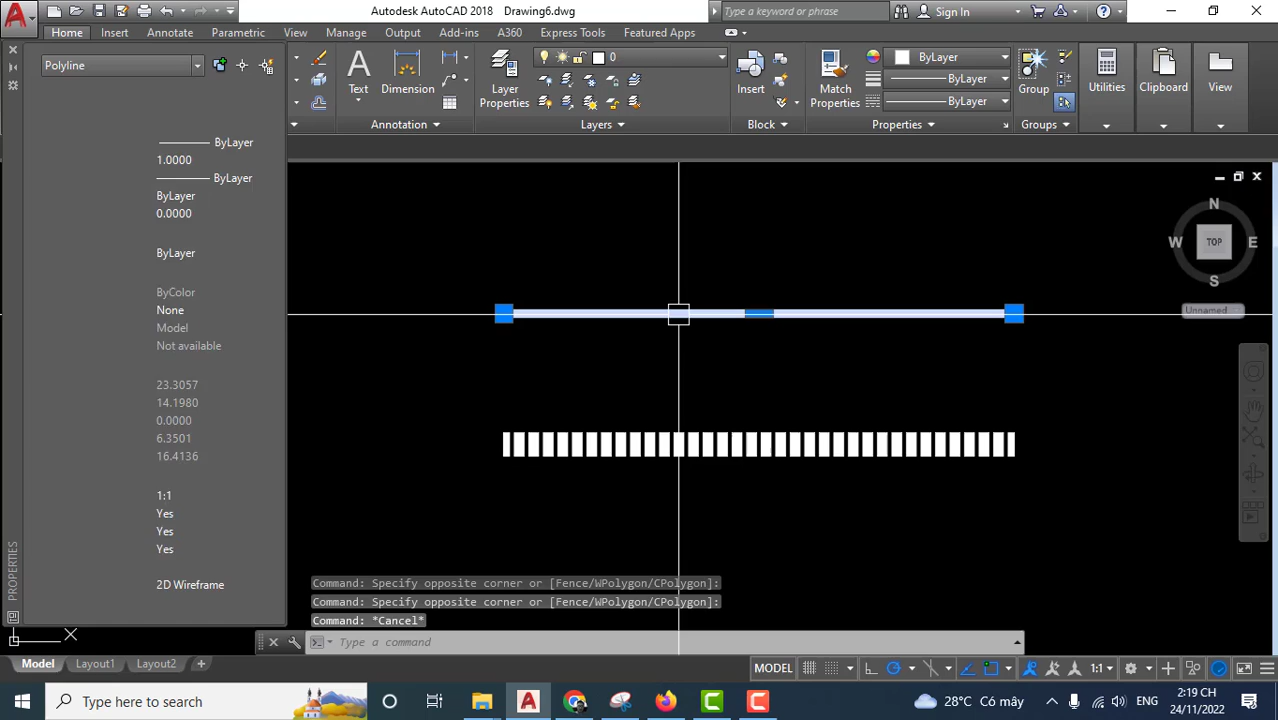 Autodesk AutoCAD 2018 Drawing6.dwg
Type a keyword or phrase
Sign In
Home Insert Annotate Parametric View Manage Output Add-ins A360 Express Tools Featured Apps
Polyline
Text
Dimension
Layer
Properties
0
Insert
Match
Properties
ByLayer
ByLayer
ByLayer
Group
Utilities
Clipboard
View
Annotation
Layers
Block
Properties
Groups
ByLayer
1.0000
ByLayer
ByLayer
0.0000
ByLayer
ByColor
None
Model
Not available
23.3057
14.1980
0.0000
6.3501
16.4136
1:1
Yes
Yes
Yes
2D Wireframe
PROPERTIES
N
W
TOP
E
S
Unnamed
Command: Specify opposite corner or [Fence/WPolygon/CPolygon]:
Command: Specify opposite corner or [Fence/WPolygon/CPolygon]:
Command: *Cancel*
Type a command
Model Layout1 Layout2 +
MODEL
1:1
Type here to search
28°C Có mây
ENG
2:19 CH
24/11/2022